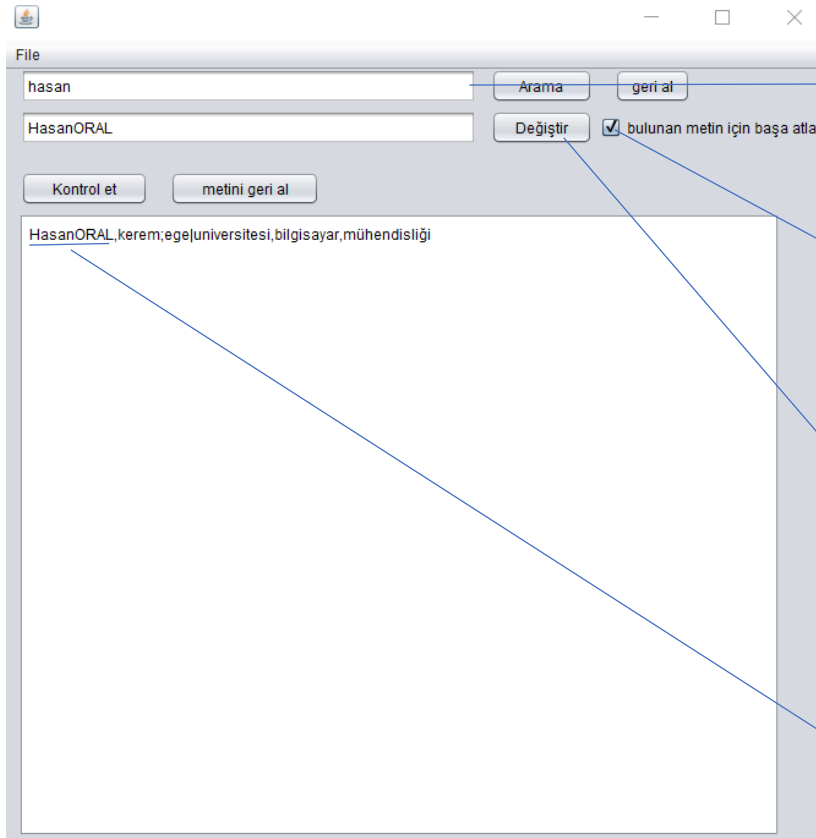 File
hasan Arama geri al
HasanORAL Değiştir bulunan metin için başa atla
Kontrol et metini geri al
HasanORAL,kerem;ege|universitesi,bilgisayar,mühendisliği